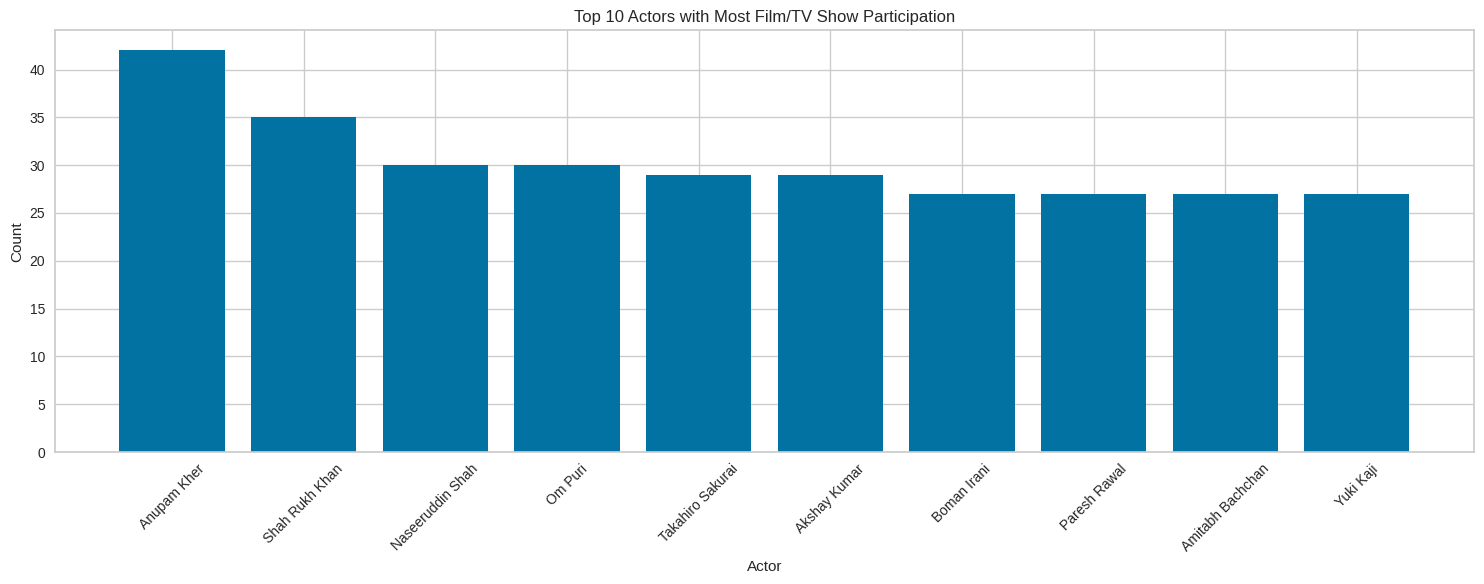 Top 10 Actors with Most Film/TV Show Participation
Count
40
35
30
25
20
15
10
5
0
Anupam Kher
Shah Rukh Khan
Naseeruddin Shah
Om Puri
Takahiro Sakurai
Akshay Kumar
Boman Irani
Paresh Rawal
Amitabh Bachchan
Yuki Kaji
Actor